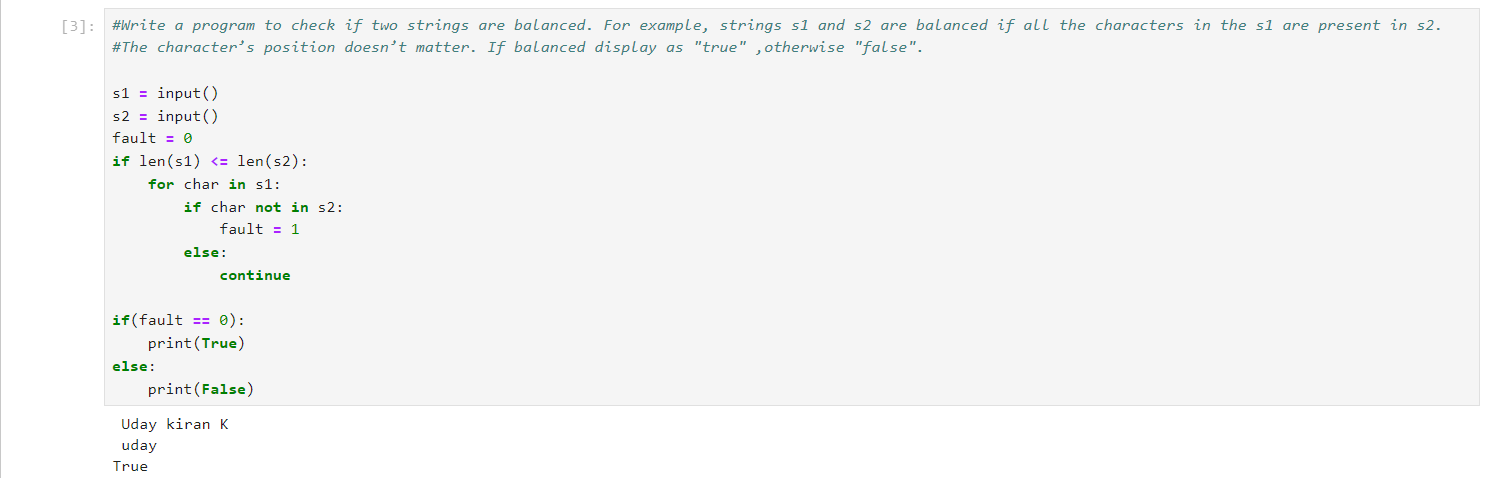 [3]: #Write a program to check if two strings are balanced. For example, strings s1 and s2 are balanced if all the characters in the s1 are present in s2.
#The character’s position doesn’t matter. If balanced display as "true" ,otherwise "false".
s1 = input()
s2 = input()
fault = 0
if len(s1) <= len(s2):
    for char in s1:
        if char not in s2:
            fault = 1
        else:
            continue
if(fault == 0):
    print(True)
else:
    print(False)
Uday kiran K
uday
True